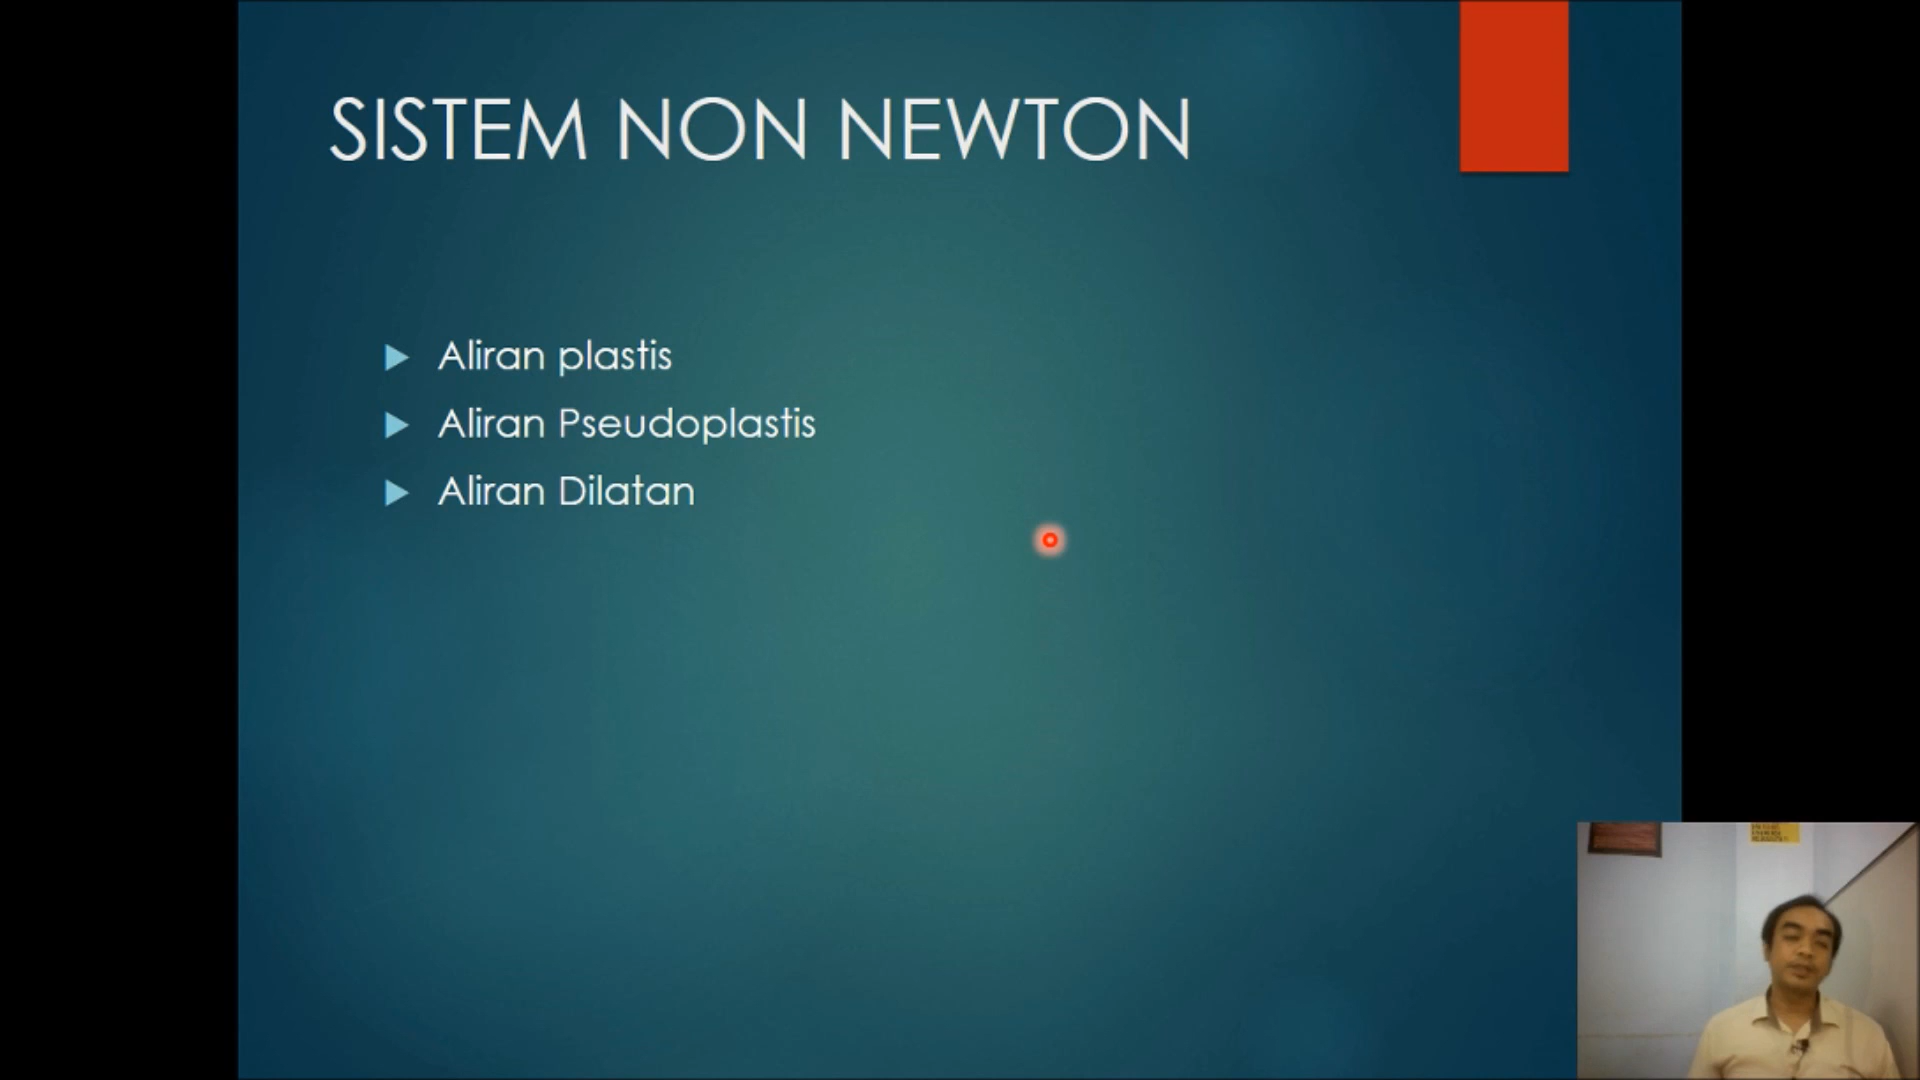 SISTEM NON NEWTON
Aliran plastis
Aliran Pseudoplastis
Aliran Dilatan